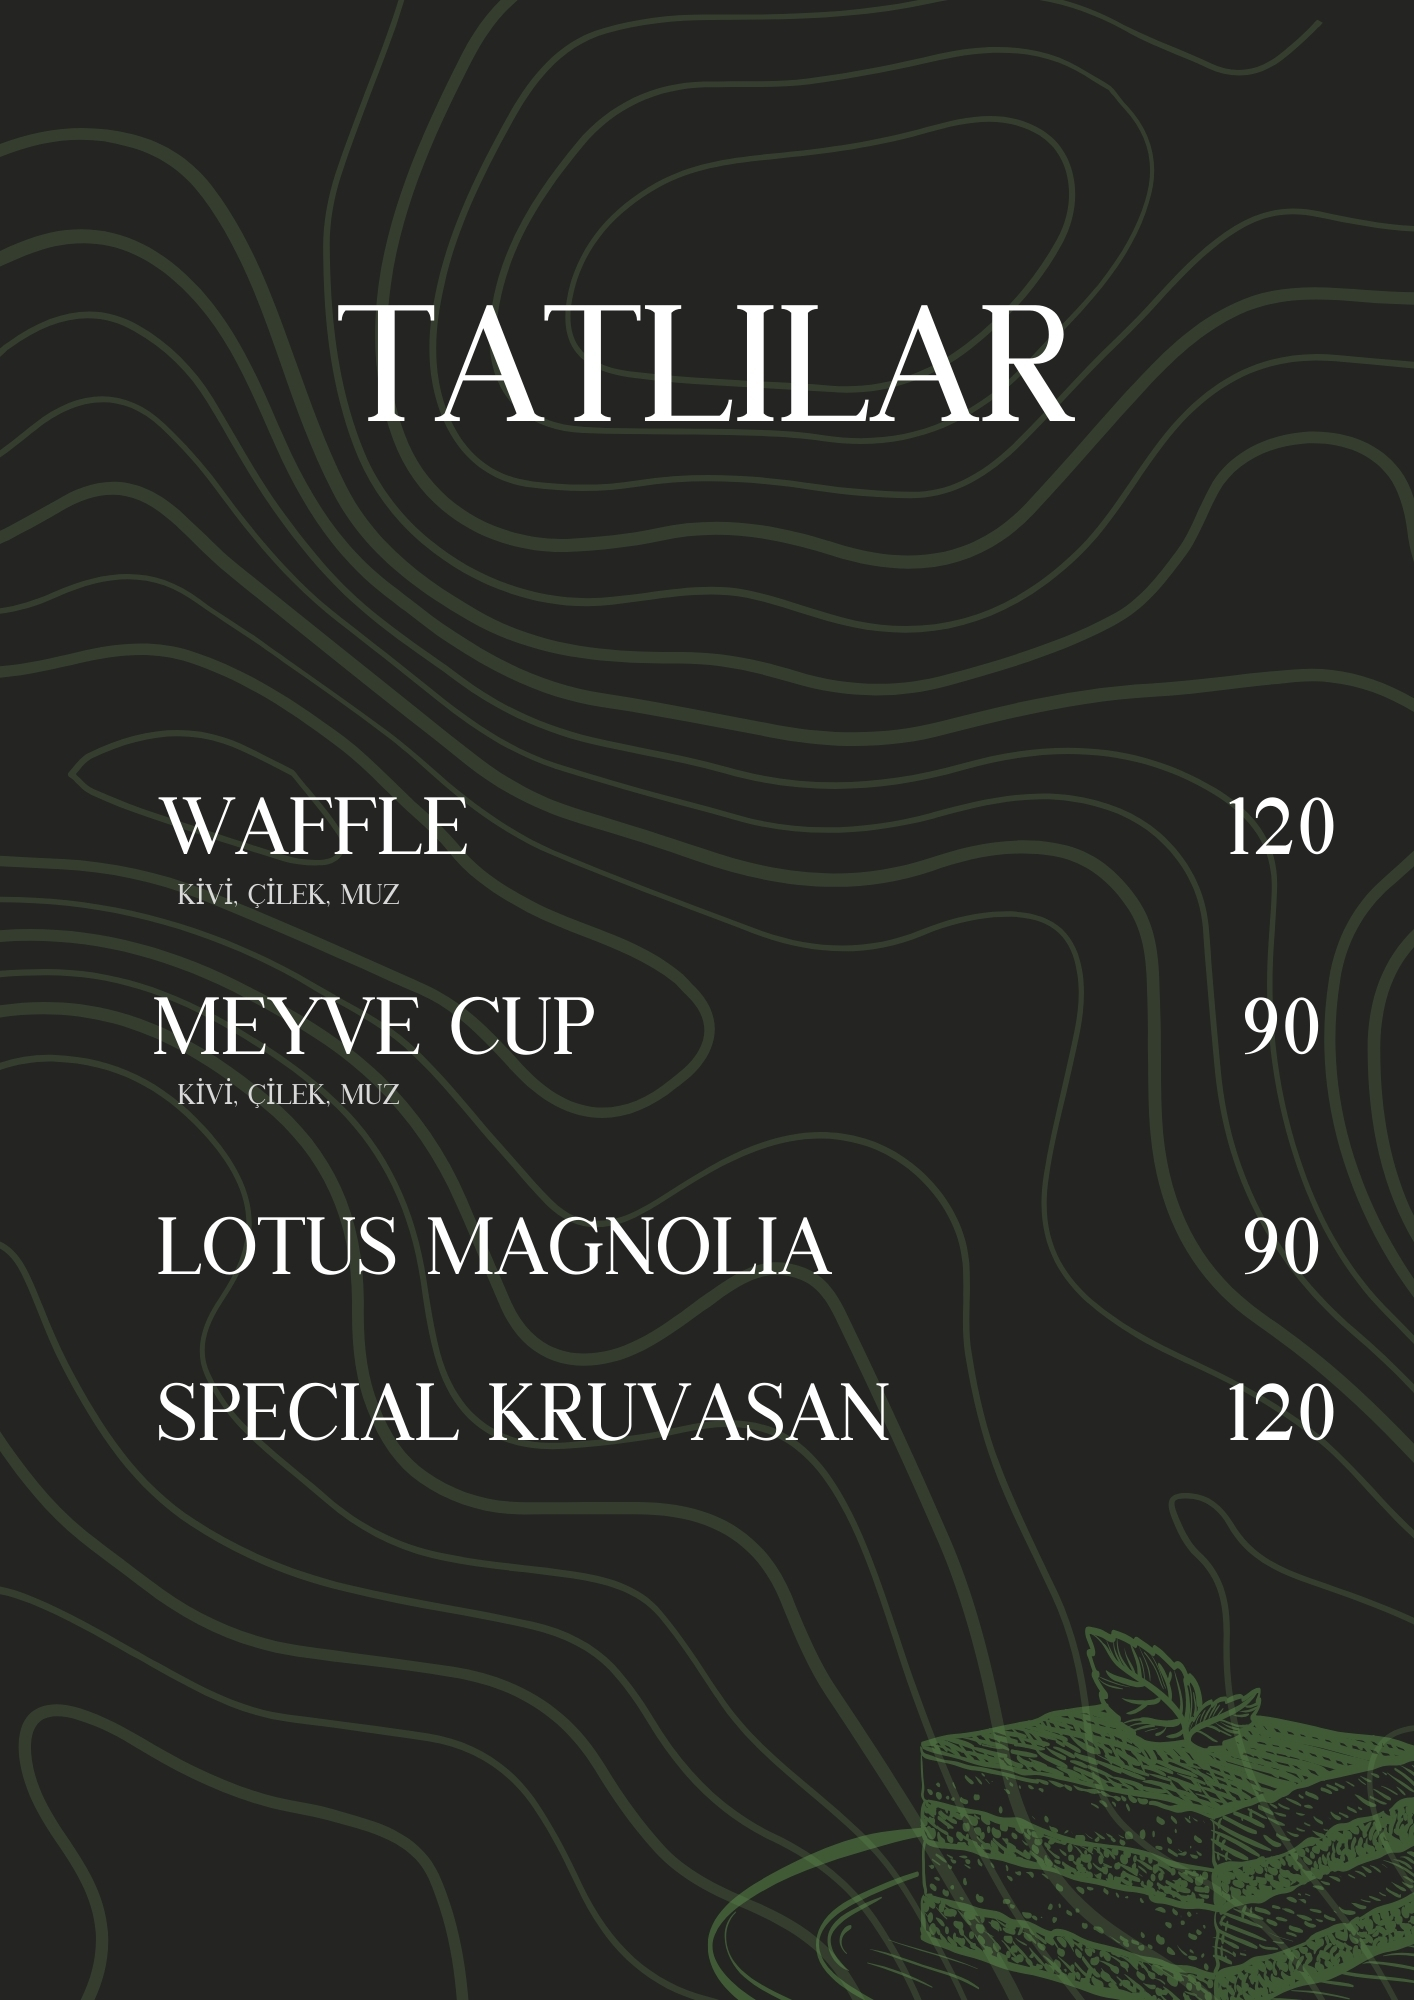 TATLILAR
WAFFLE 120
KİVİ, ÇİLEK, MUZ
MEYVE CUP 90
KİVİ, ÇİLEK, MUZ
LOTUS MAGNOLIA 90
SPECIAL KRUVASAN 120